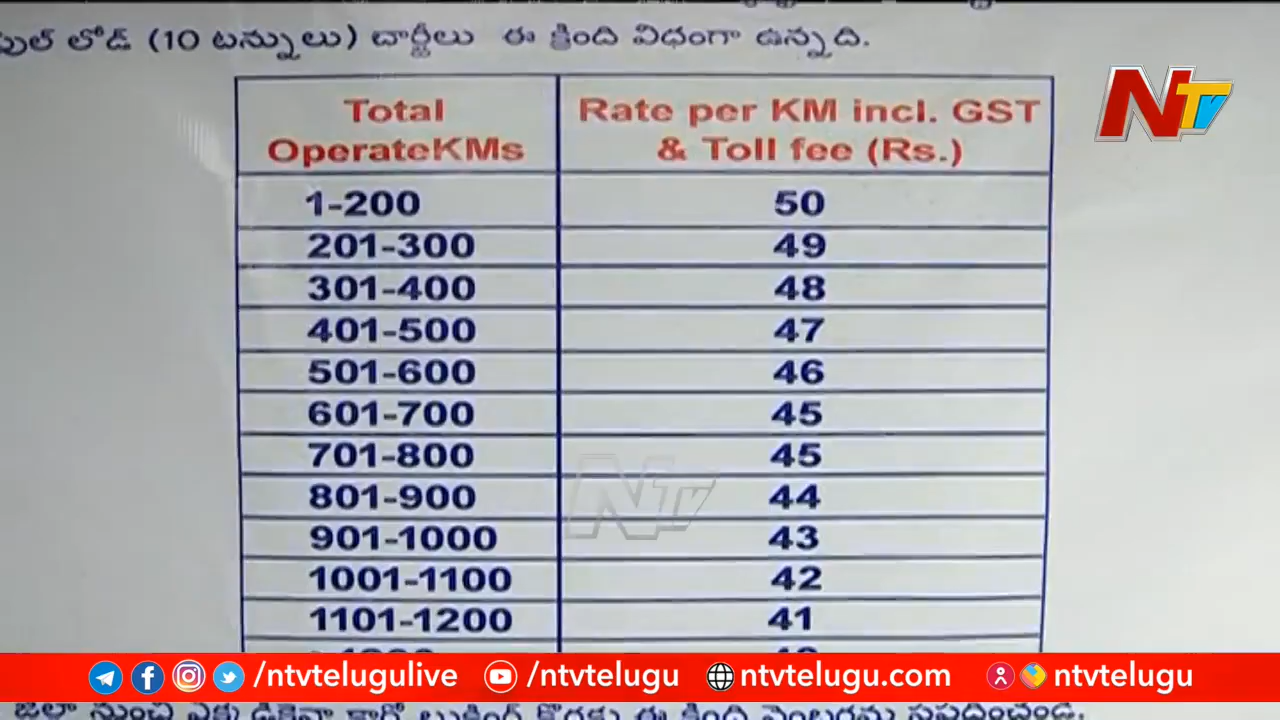 ఫుల్ లోడ్ (10 టన్నులు) చార్జీలు ఈ క్రింది విధంగా ఉన్నది.
NTV
Total OperateKMs
Rate per KM incl. GST & Toll fee (Rs.)
1-200 50
201-300 49
301-400 48
401-500 47
501-600 46
601-700 45
701-800 45
801-900 44
901-1000 43
1001-1100 42
1101-1200 41
NTV
/ntvtelugulive /ntvtelugu ntvtelugu.com ntvtelugu